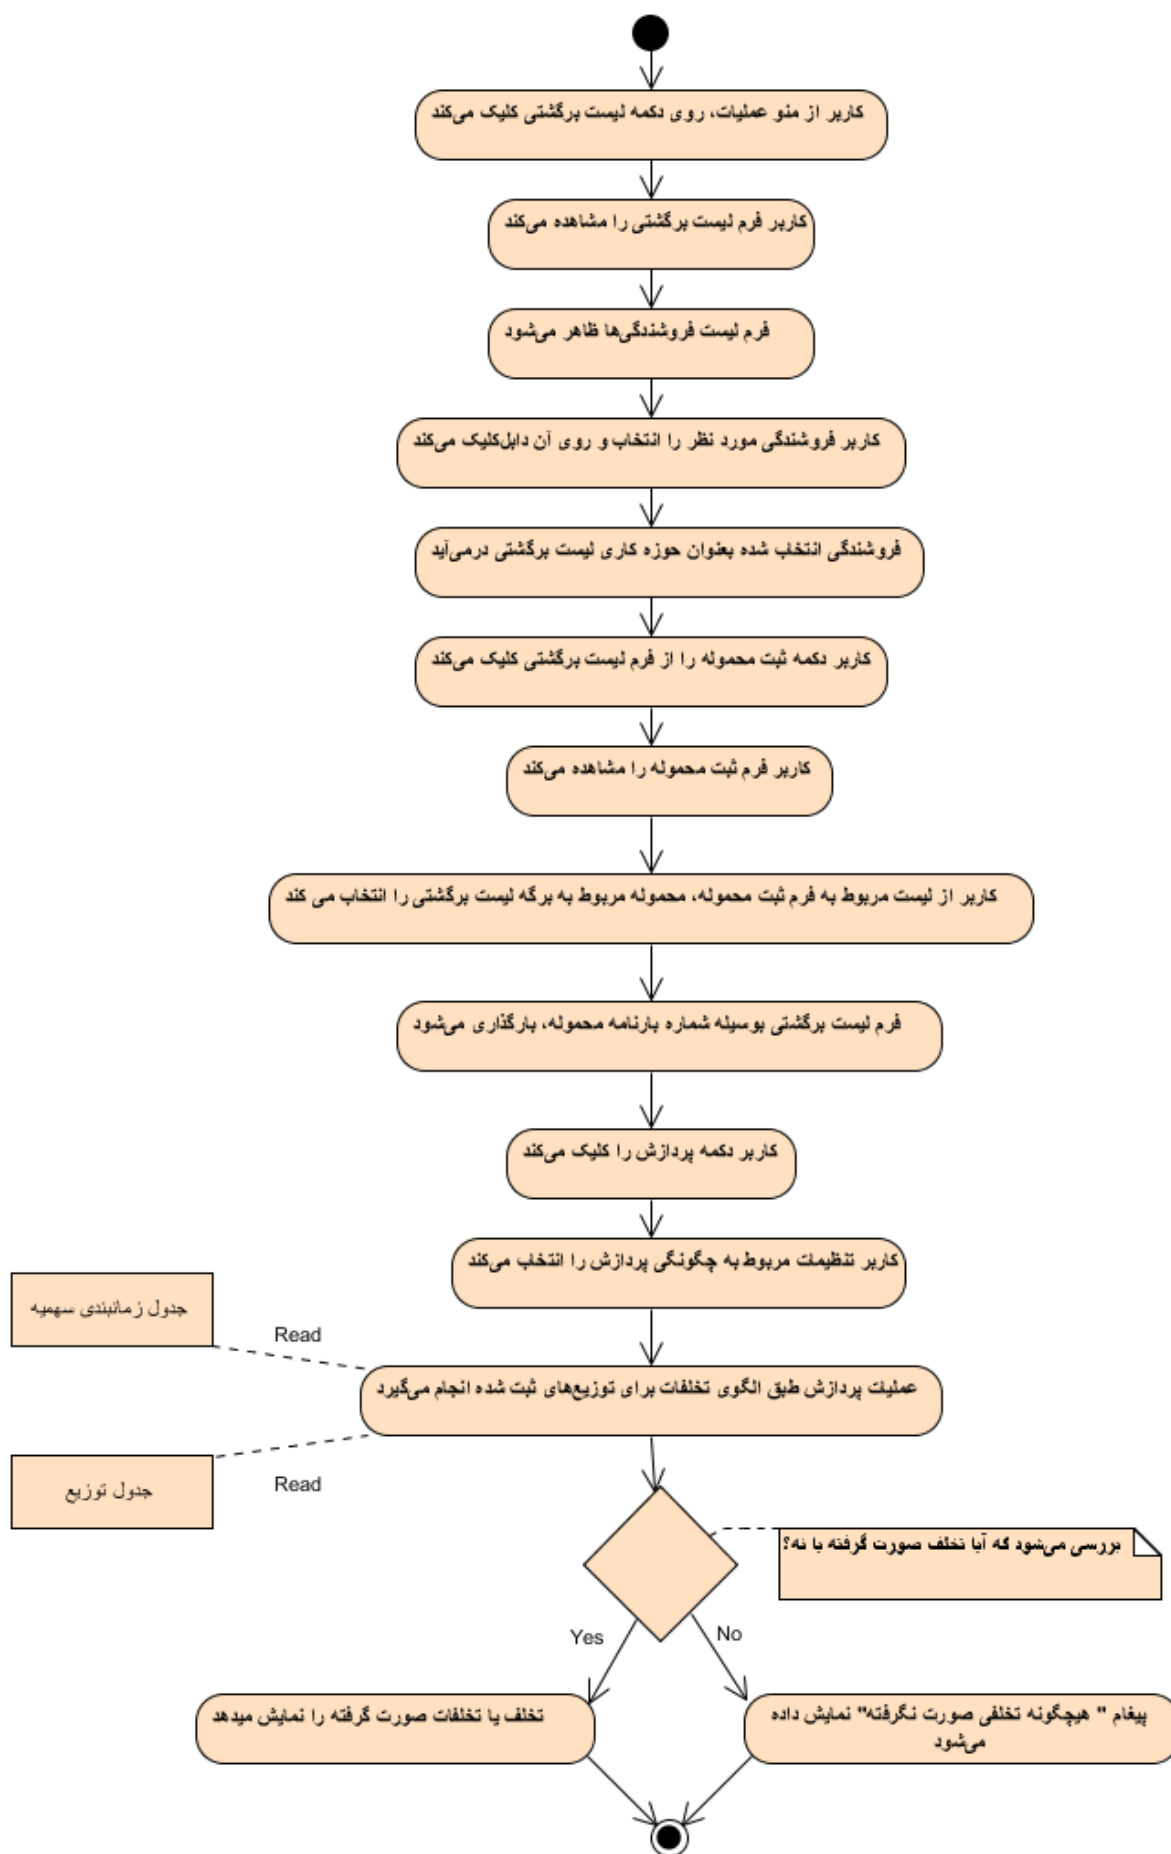 کاربر از منو عملیات، روی دکمه لیست برگشتی کلیک می‌کند
کاربر فرم لیست برگشتی را مشاهده می‌کند
فرم لیست فروشندگی‌ها ظاهر می‌شود
کاربر فروشندگی مورد نظر را انتخاب و روی آن دابل‌کلیک می‌کند
فروشندگی انتخاب شده بعنوان حوزه کاری لیست برگشتی درمی‌آید
کاربر دکمه ثبت محموله را از فرم لیست برگشتی کلیک می‌کند
کاربر فرم ثبت محموله را مشاهده می‌کند
کاربر از لیست مربوط به فرم ثبت محموله، محموله مربوط به برگه لیست برگشتی را انتخاب می کند
فرم لیست برگشتی بوسیله شماره بارنامه محموله، بارگذاری می‌شود
کاربر دکمه پردازش را کلیک می‌کند
کاربر تنظیمات مربوط به چگونگی پردازش را انتخاب می‌کند
جدول زمانبندی سهمیه
Read
عملیات پردازش طبق الگوی تخلفات برای توزیع‌های ثبت شده انجام می‌گیرد
Read
جدول توزیع
بررسی می‌شود که آیا تخلف صورت گرفته یا نه؟
Yes
No
تخلف یا تخلفات صورت گرفته را نمایش میدهد
پیغام " هیچگونه تخلفی صورت نگرفته" نمایش داده
می‌شود